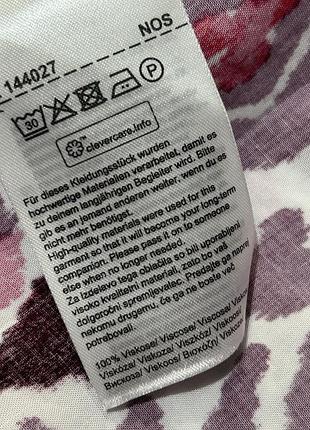 144027 NOS
30 P
clevercare.info
Für dieses Kleidungsstück wurden
hochwertige Materialien verarbeitet, damit es
zu deinem langjährigen Begleiter wird. Bitte
gib es an jemand anderen weiter, wenn du es
nicht mehr benötigst.
High-quality materials were used for this
garment so that it will become your long-term
companion. Please pass it on to someone
else when no longer needed.
Za izdelavo tega oblačila so bili uporabljeni
visoko kvalitetni materiali, zato bo vaš
dolgoročni spremljevalec. Predajte ga
nekomu drugemu, če ga ne boste več
potrebovali.
100% Viskose/ Viscose/ Viskoza/
Viskóza/ Viskoza/ Viszkóz/
Вискоза/ Viscoos/ Βισκόζη/